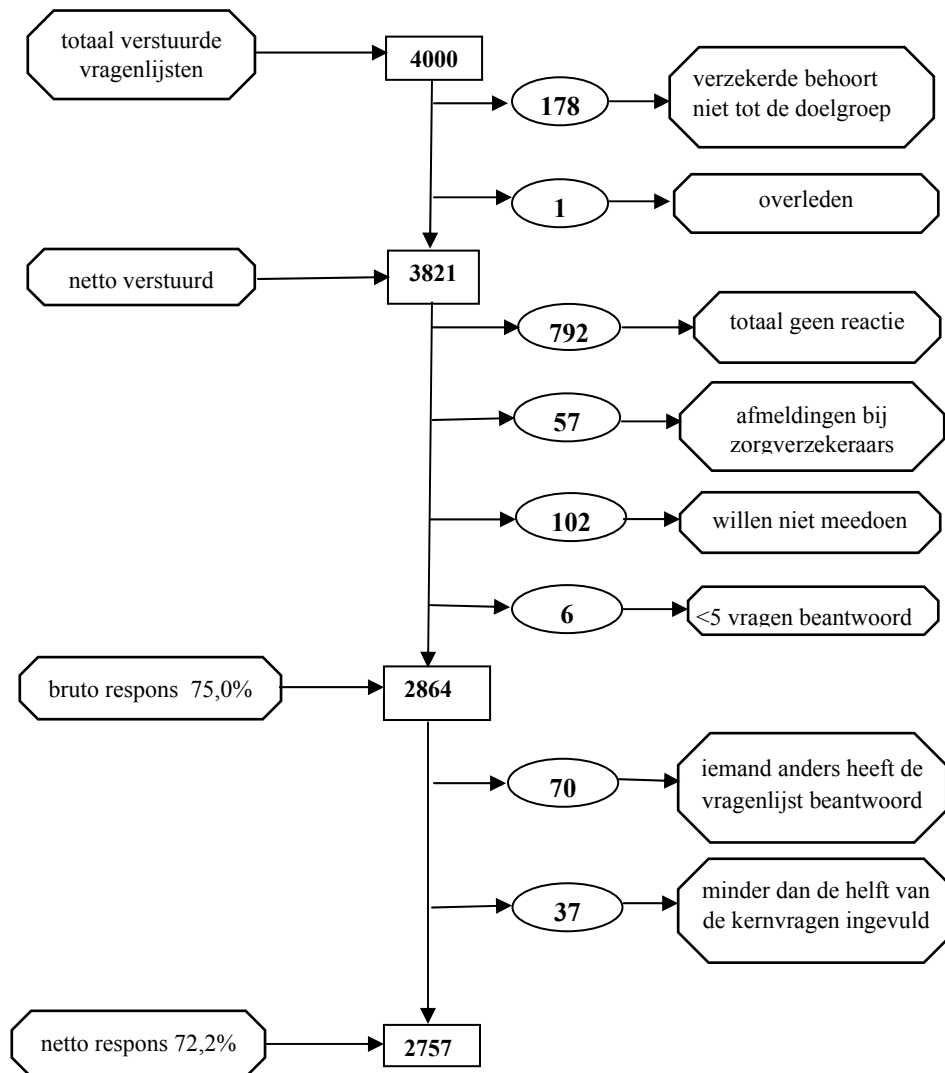 totaal verstuurde
vragenlijsten
4000
178
verzekerde behoort
niet tot de doelgroep
1
overleden
netto verstuurd
3821
792
totaal geen reactie
57
afmeldingen bij
zorgverzekeraars
102
willen niet meedoen
6
<5 vragen beantwoord
bruto respons 75,0%
2864
70
iemand anders heeft de
vragenlijst beantwoord
37
minder dan de helft van
de kernvragen ingevuld
netto respons 72,2%
2757